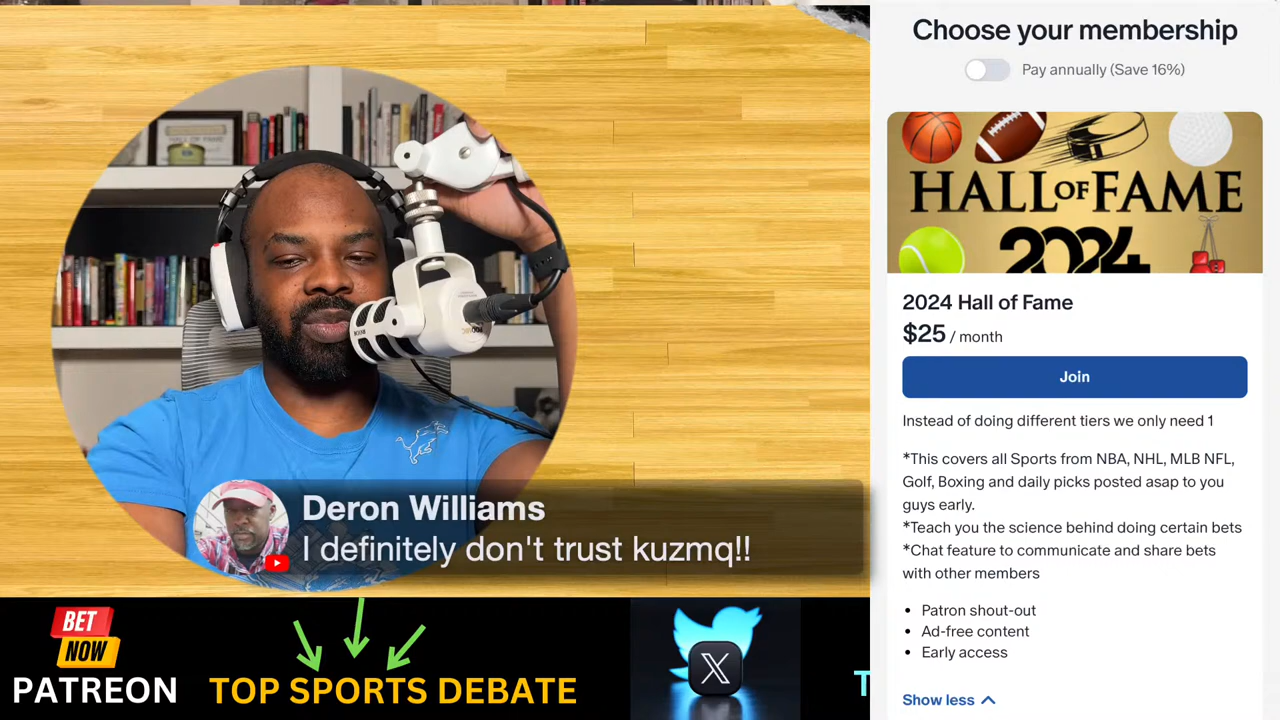 Choose your membership
Pay annually (Save 16%)
HALL OF FAME
2024
2024 Hall of Fame
$25 / month
Join
Instead of doing different tiers we only need 1
*This covers all Sports from NBA, NHL, MLB NFL,
Golf, Boxing and daily picks posted asap to you
guys early.
*Teach you the science behind doing certain bets
*Chat feature to communicate and share bets
with other members
• Patron shout-out
• Ad-free content
• Early access
Show less
Deron Williams
I definitely don't trust kuzmq!!
BET
NOW
PATREON
TOP SPORTS DEBATE
X
T